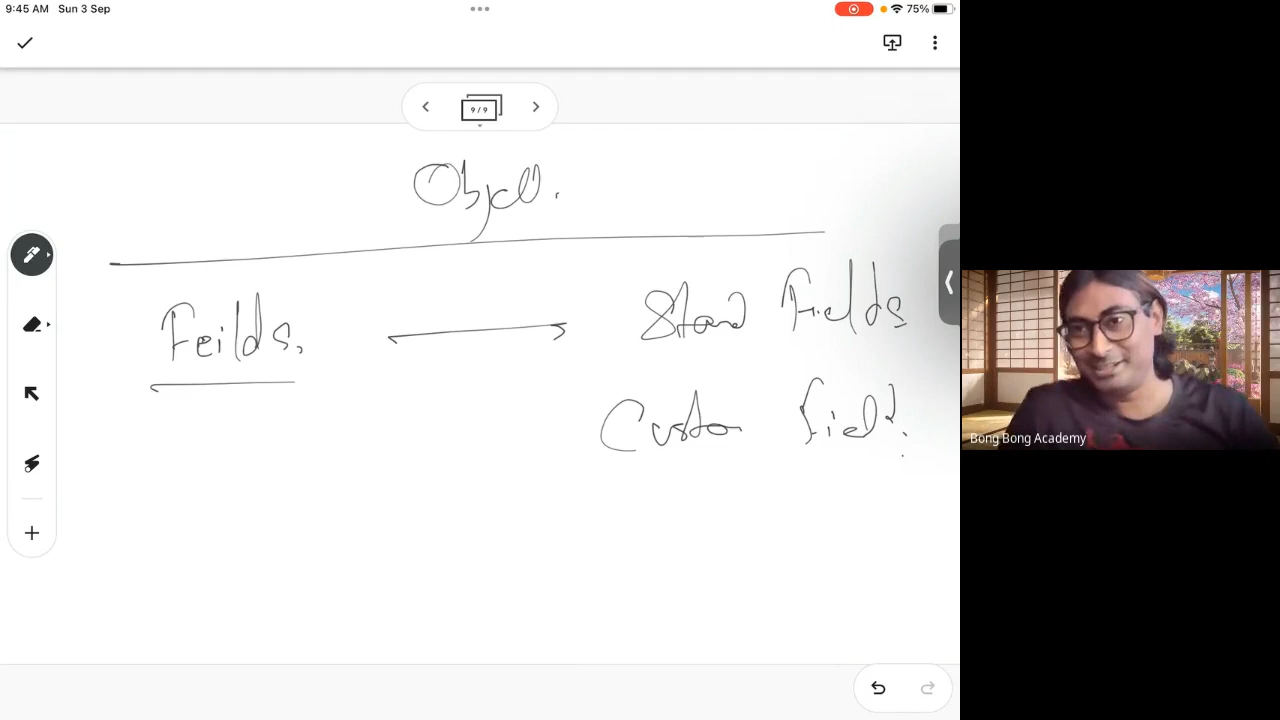 9:45 AM Sun 3 Sep
75%
9/9
Object.
Feilds,
Stand Fields
Custom field?
Bong Bong Academy